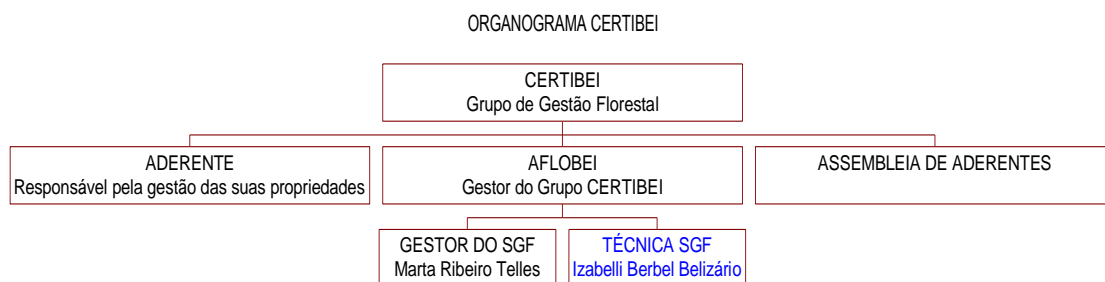 ORGANOGRAMA CERTIBEI
CERTIBEI
Grupo de Gestão Florestal
ADERENTE
Responsável pela gestão das suas propriedades
AFLOBEI
Gestor do Grupo CERTIBEI
ASSEMBLEIA DE ADERENTES
GESTOR DO SGF
Marta Ribeiro Telles
TÉCNICA SGF
Izabelli Berbel Belizário